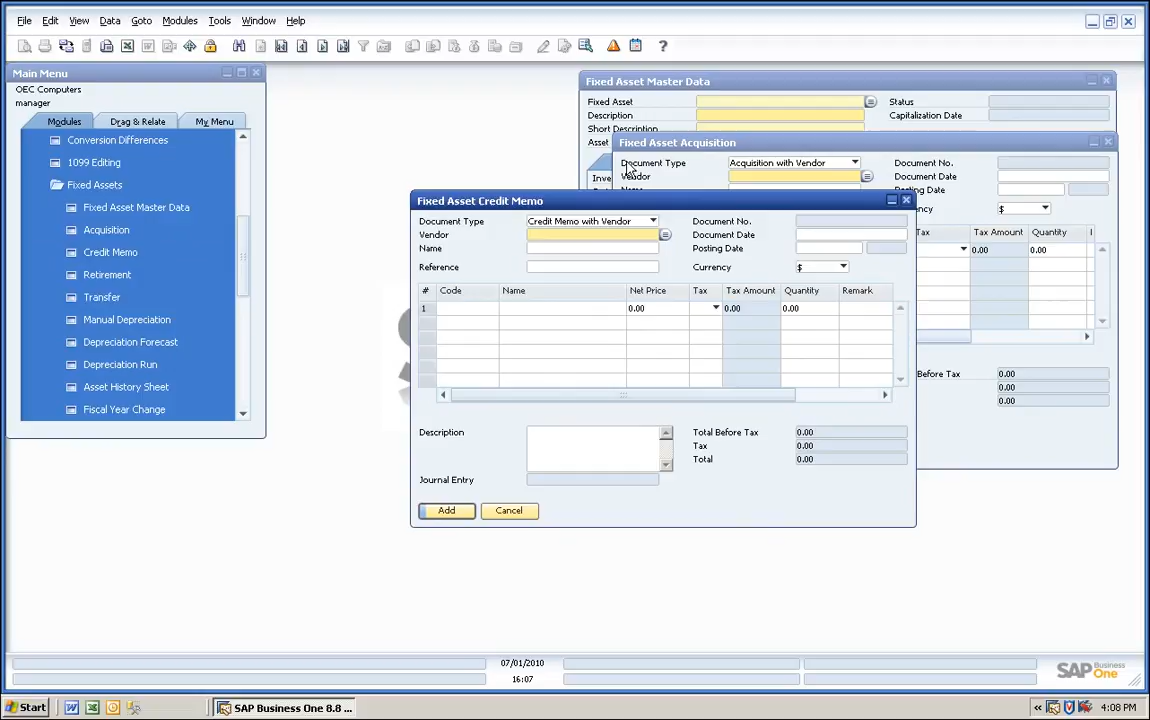 File Edit View Data Goto Modules Tools Window Help
Main Menu
OEC Computers
manager
Modules Drag & Relate My Menu
Conversion Differences
1099 Editing
Fixed Assets
Fixed Asset Master Data
Acquisition
Credit Memo
Retirement
Transfer
Manual Depreciation
Depreciation Forecast
Depreciation Run
Asset History Sheet
Fiscal Year Change
Fixed Asset Master Data
Fixed Asset Status
Description Capitalization Date
Short Description
Asset
Inve
Fixed Asset Acquisition
Document Type Acquisition with Vendor Document No.
Vendor Document Date
Name Posting Date
ncy $
Tax Tax Amount Quantity
0.00 0.00
Before Tax 0.00
0.00
0.00
Fixed Asset Credit Memo
Document Type Credit Memo with Vendor Document No.
Vendor Document Date
Name Posting Date
Reference Currency $
# Code Name Net Price Tax Tax Amount Quantity Remark
1 0.00 0.00 0.00
Description Total Before Tax 0.00
Tax 0.00
Total 0.00
Journal Entry
Add Cancel
07/01/2010
16:07
SAP Business One
Start SAP Business One 8.8 ... 4:08 PM